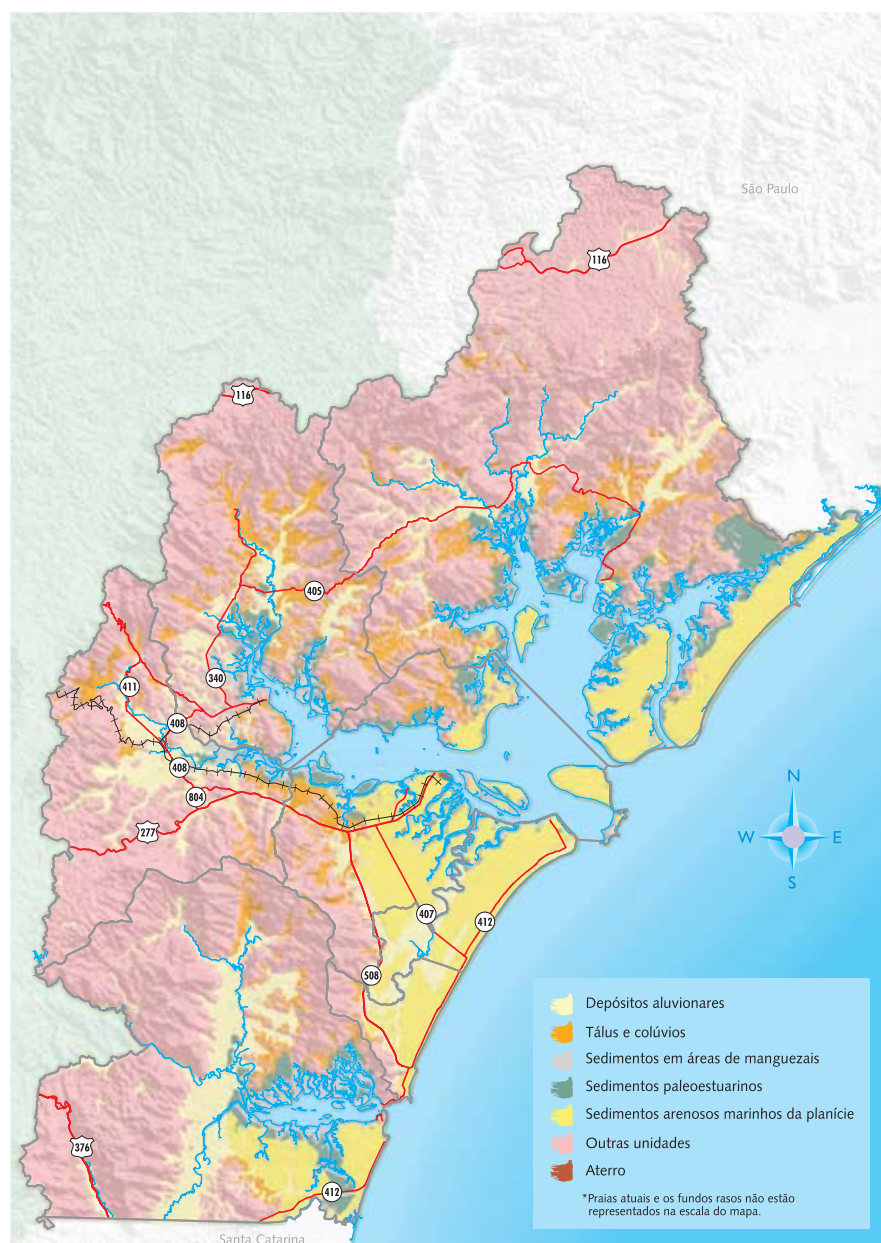 São Paulo
116
116
405
340
411
408
408
804
277
407
412
508
376
412
N
W E
S
Depósitos aluvionares
Tálus e colúvios
Sedimentos em áreas de manguezais
Sedimentos paleoestuarinos
Sedimentos arenosos marinhos da planície
Outras unidades
Aterro
*Praias atuais e os fundos rasos não estão
representados na escala do mapa.
Santa Catarina